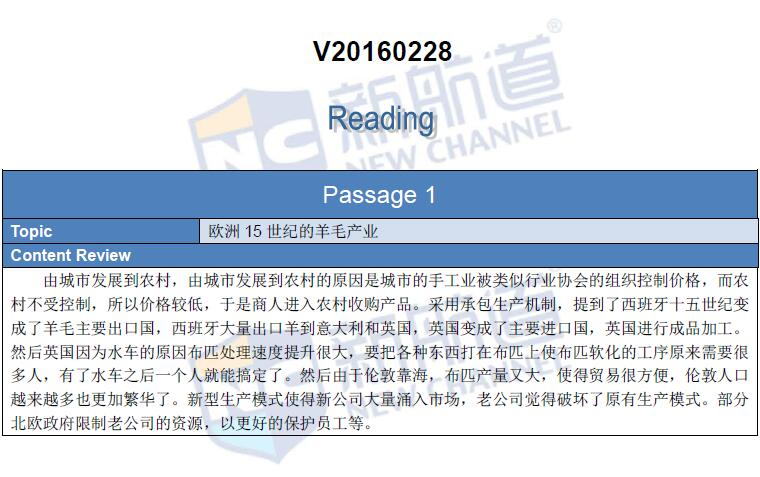 V20160228
新航道
NEW CHANNEL
Reading
Passage 1
Topic 欧洲 15 世纪的羊毛产业
Content Review
由城市发展到农村，由城市发展到农村的原因是城市的手工业被类似行业协会的组织控制价格，而农
村不受控制，所以价格较低，于是商人进入农村收购产品。采用承包生产机制，提到了西班牙十五世纪变
成了羊毛主要出口国，西班牙大量出口羊到意大利和英国，英国变成了主要进口国，英国进行成品加工。
然后英国因为水车的原因布匹处理速度提升很大，要把各种东西打在布匹上使布匹软化的工序原来需要很
多人，有了水车之后一个人就能搞定了。然后由于伦敦靠海，布匹产量又大，使得贸易很方便，伦敦人口
越来越多也更加繁华了。新型生产模式使得新公司大量涌入市场，老公司觉得破坏了原有生产模式。部分
北欧政府限制老公司的资源，以更好的保护员工等。